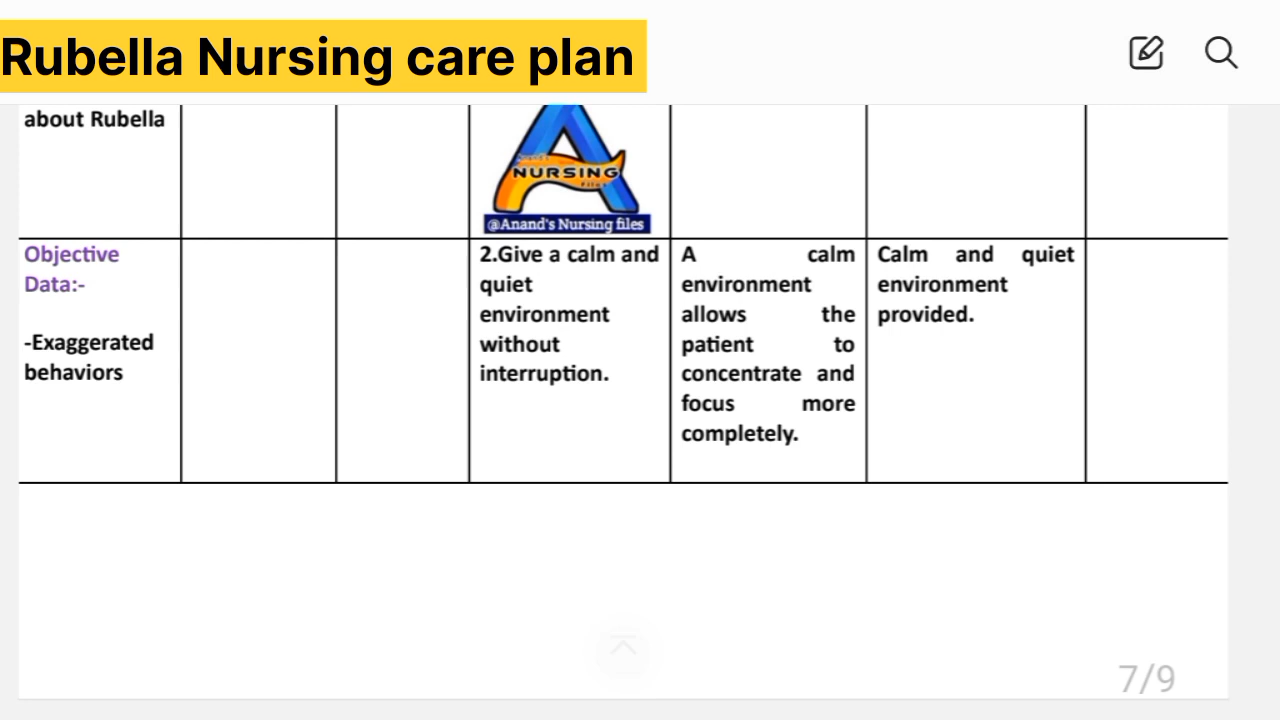 Rubella Nursing care plan
about Rubella
NURSING
@Anand's Nursing files
Objective
Data:-
-Exaggerated
behaviors
2.Give a calm and
quiet
environment
without
interruption.
A calm
environment
allows the
patient to
concentrate and
focus more
completely.
Calm and quiet
environment
provided.
7/9